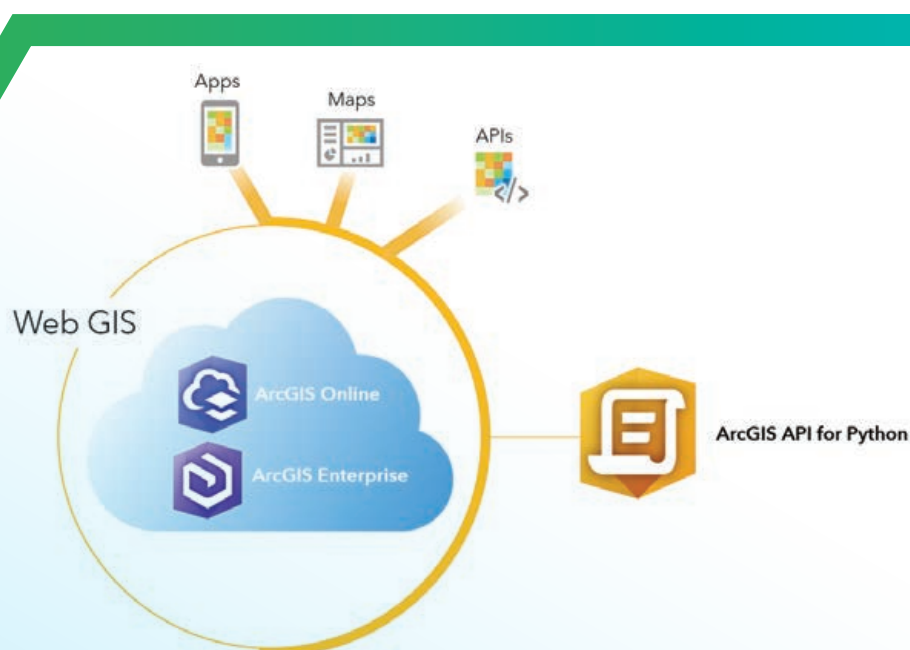 Apps
Maps
APIs
</>
Web GIS
ArcGIS Online
ArcGIS Enterprise
ArcGIS API for Python